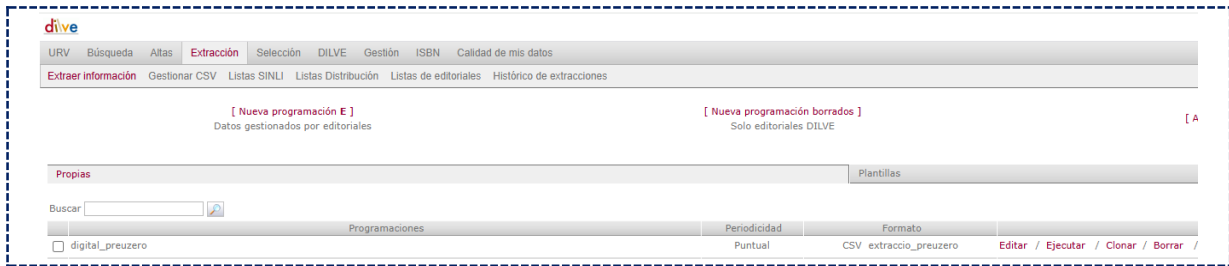 dilve
URV Búsqueda Altas Extracción Selección DILVE Gestión ISBN Calidad de mis datos
Extraer información Gestionar CSV Listas SINLI Listas Distribución Listas de editoriales Histórico de extracciones
[ Nueva programación E ] [ Nueva programación borrados ] [ A
Datos gestionados por editoriales Solo editoriales DILVE
Propias Plantillas
Buscar
Programaciones Periodicidad Formato
digital_preuzero Puntual CSV extraccio_preuzero Editar / Ejecutar / Clonar / Borrar /